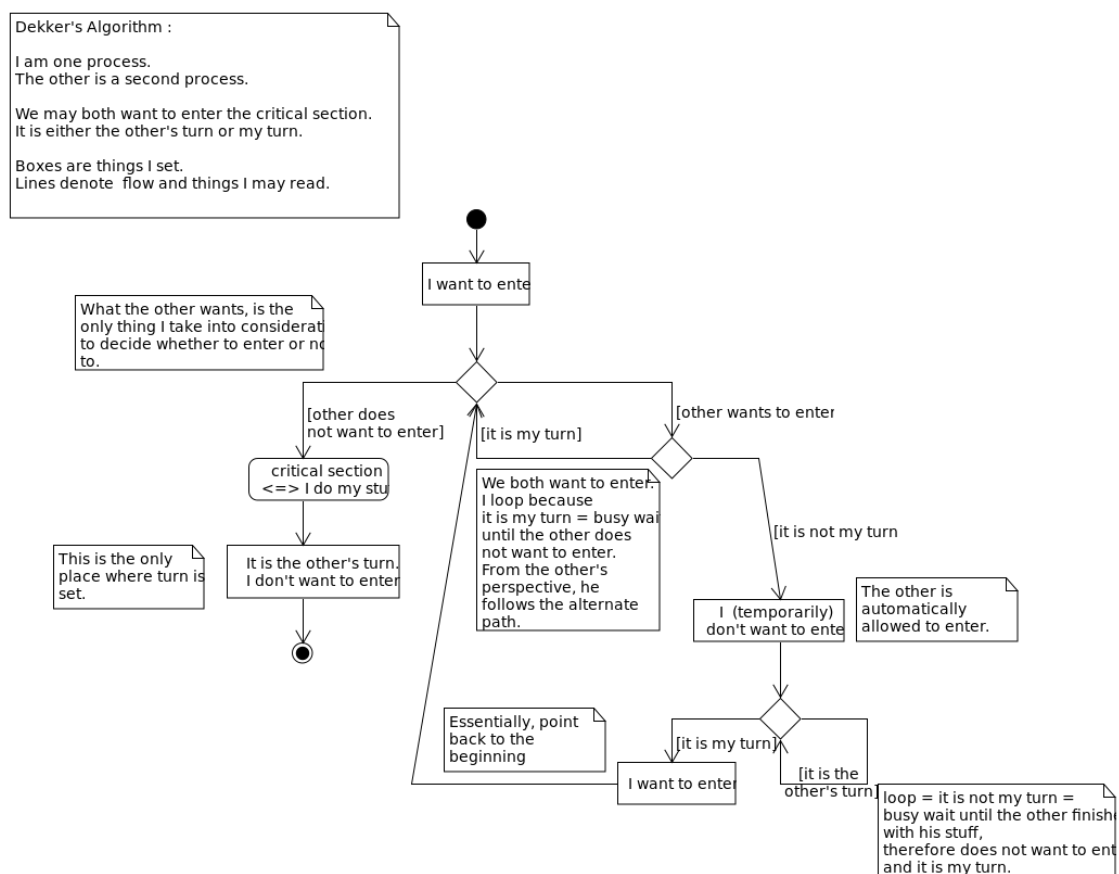 Dekker's Algorithm :
I am one process.
The other is a second process.
We may both want to enter the critical section.
It is either the other's turn or my turn.
Boxes are things I set.
Lines denote  flow and things I may read.
I want to ente
What the other wants, is the
only thing I take into considerati
to decide whether to enter or no
to.
[other does
not want to enter]
[other wants to enter
[it is my turn]
critical section
<=> I do my stu
We both want to enter.
I loop because
it is my turn = busy wai
until the other does
not want to enter.
From the other's
perspective, he
follows the alternate
path.
[it is not my turn
This is the only
place where turn is
set.
It is the other's turn.
I don't want to enter
I  (temporarily)
don't want to ente
The other is
automatically
allowed to enter.
Essentially, point
back to the
beginning
[it is my turn]
I want to enter
[it is the
other's turn]
loop = it is not my turn =
busy wait until the other finishe
with his stuff,
therefore does not want to ent
and it is my turn.